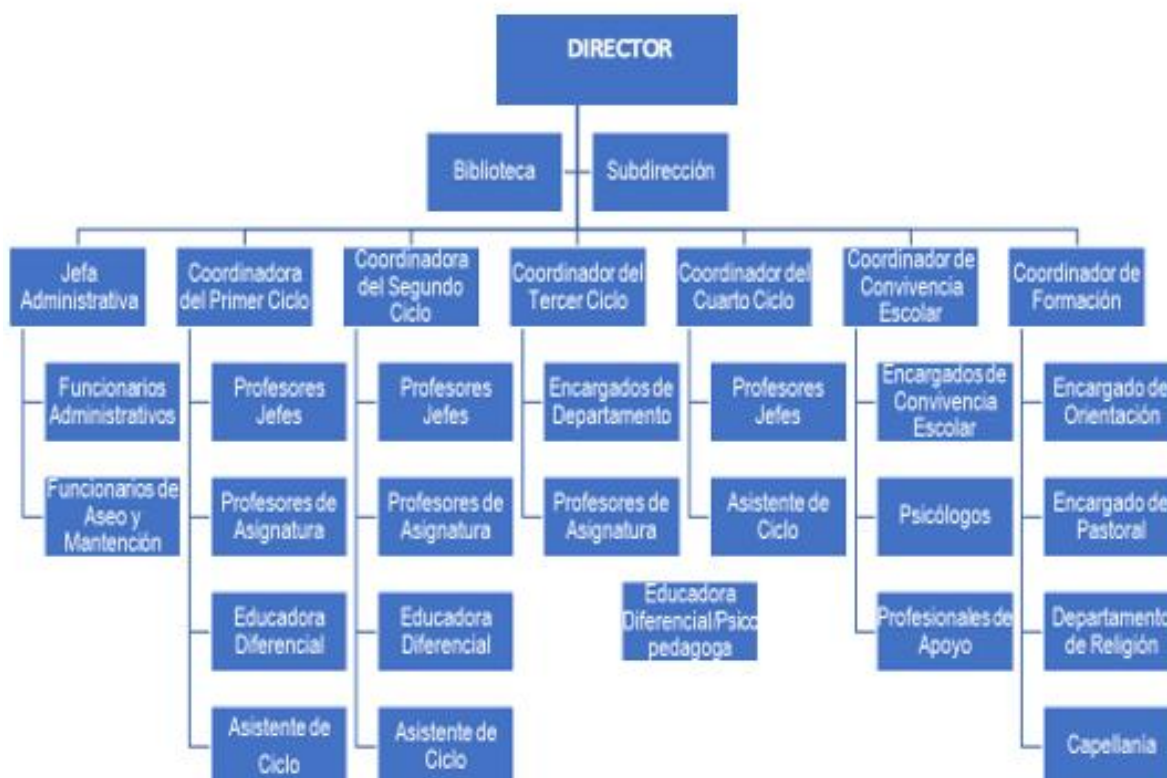 DIRECTOR
Biblioteca
Subdirección
Jefa
Administrativa
Coordinadora
del Primer Ciclo
Coordinadora
del Segundo
Ciclo
Coordinador del
Tercer Ciclo
Coordinador del
Cuarto Ciclo
Coordinador de
Convivencia
Escolar
Coordinador de
Formación
Funcionarios
Administrativos
Funcionarios de
Aseo y
Mantención
Profesores
Jefes
Profesores de
Asignatura
Educadora
Diferencial
Asistente de
Ciclo
Profesores
Jefes
Profesores de
Asignatura
Educadora
Diferencial
Asistente de
Ciclo
Encargados de
Departamento
Profesores de
Asignatura
Profesores
Jefes
Asistente de
Ciclo
Educadora
Diferencial/Psico
pedagoga
Encargados de
Convivencia
Escolar
Psicólogos
Profesionales de
Apoyo
Encargado de
Orientación
Encargado de
Pastoral
Departamento
de Religión
Capellanía